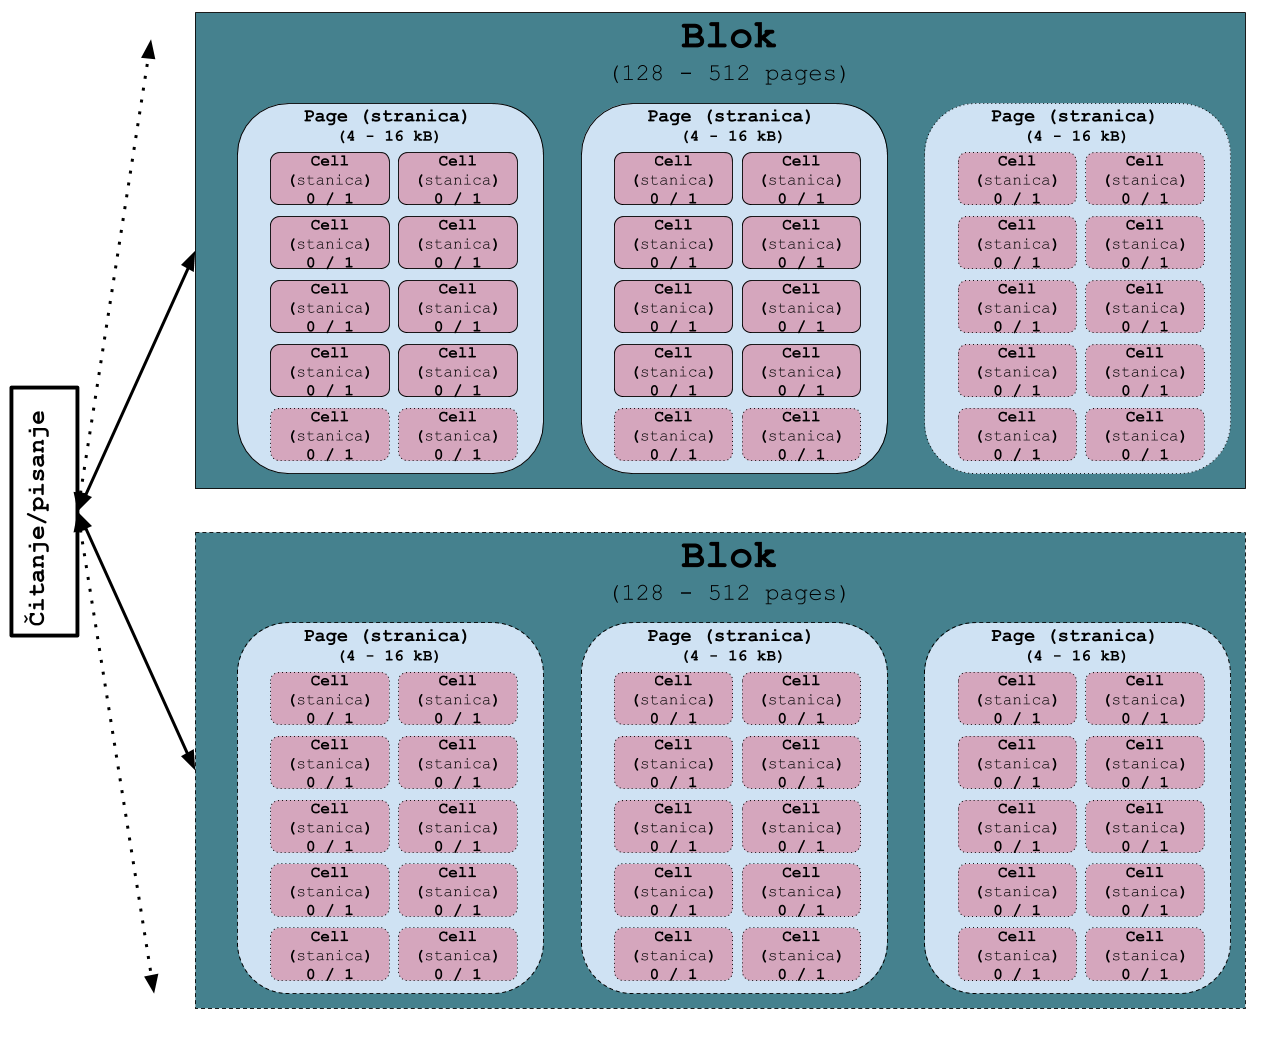 Čitanje/pisanje
Blok
(128 - 512 pages)
Page (stranica)
(4 - 16 kB)
Cell
(stanica)
0 / 1
Cell
(stanica)
0 / 1
Cell
(stanica)
0 / 1
Cell
(stanica)
0 / 1
Cell
(stanica)
0 / 1
Cell
(stanica)
0 / 1
Cell
(stanica)
0 / 1
Cell
(stanica)
0 / 1
Cell
(stanica)
0 / 1
Cell
(stanica)
0 / 1
Page (stranica)
(4 - 16 kB)
Cell
(stanica)
0 / 1
Cell
(stanica)
0 / 1
Cell
(stanica)
0 / 1
Cell
(stanica)
0 / 1
Cell
(stanica)
0 / 1
Cell
(stanica)
0 / 1
Cell
(stanica)
0 / 1
Cell
(stanica)
0 / 1
Cell
(stanica)
0 / 1
Cell
(stanica)
0 / 1
Page (stranica)
(4 - 16 kB)
Cell
(stanica)
0 / 1
Cell
(stanica)
0 / 1
Cell
(stanica)
0 / 1
Cell
(stanica)
0 / 1
Cell
(stanica)
0 / 1
Cell
(stanica)
0 / 1
Cell
(stanica)
0 / 1
Cell
(stanica)
0 / 1
Cell
(stanica)
0 / 1
Cell
(stanica)
0 / 1
Blok
(128 - 512 pages)
Page (stranica)
(4 - 16 kB)
Cell
(stanica)
0 / 1
Cell
(stanica)
0 / 1
Cell
(stanica)
0 / 1
Cell
(stanica)
0 / 1
Cell
(stanica)
0 / 1
Cell
(stanica)
0 / 1
Cell
(stanica)
0 / 1
Cell
(stanica)
0 / 1
Cell
(stanica)
0 / 1
Cell
(stanica)
0 / 1
Page (stranica)
(4 - 16 kB)
Cell
(stanica)
0 / 1
Cell
(stanica)
0 / 1
Cell
(stanica)
0 / 1
Cell
(stanica)
0 / 1
Cell
(stanica)
0 / 1
Cell
(stanica)
0 / 1
Cell
(stanica)
0 / 1
Cell
(stanica)
0 / 1
Cell
(stanica)
0 / 1
Cell
(stanica)
0 / 1
Page (stranica)
(4 - 16 kB)
Cell
(stanica)
0 / 1
Cell
(stanica)
0 / 1
Cell
(stanica)
0 / 1
Cell
(stanica)
0 / 1
Cell
(stanica)
0 / 1
Cell
(stanica)
0 / 1
Cell
(stanica)
0 / 1
Cell
(stanica)
0 / 1
Cell
(stanica)
0 / 1
Cell
(stanica)
0 / 1